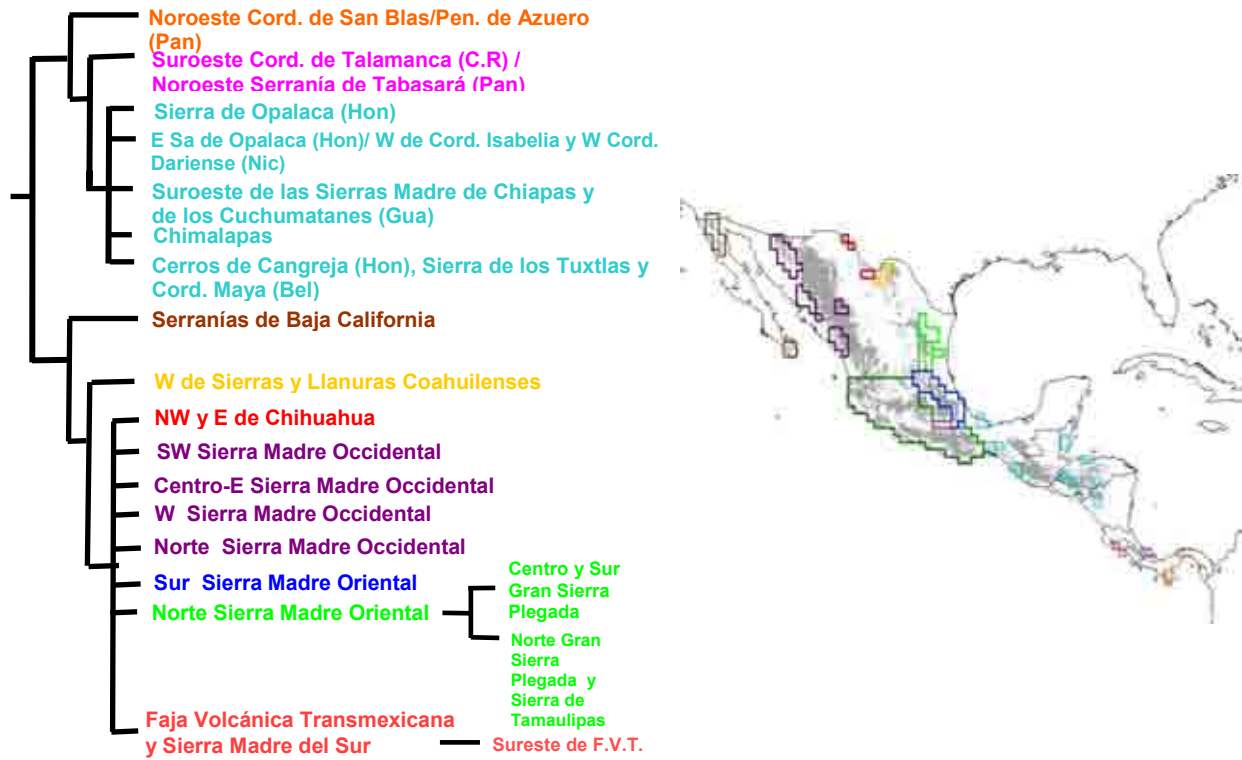 Noroeste Cord. de San Blas/Pen. de Azuero
(Pan)
Suroeste Cord. de Talamanca (C.R) /
Noroeste Serranía de Tabasará (Pan)
Sierra de Opalaca (Hon)
E Sa de Opalaca (Hon)/ W de Cord. Isabelia y W Cord.
Dariense (Nic)
Suroeste de las Sierras Madre de Chiapas y
de los Cuchumatanes (Gua)
Chimalapas
Cerros de Cangreja (Hon), Sierra de los Tuxtlas y
Cord. Maya (Bel)
Serranías de Baja California
W de Sierras y Llanuras Coahuilenses
NW y E de Chihuahua
SW Sierra Madre Occidental
Centro-E Sierra Madre Occidental
W Sierra Madre Occidental
Norte Sierra Madre Occidental
Sur Sierra Madre Oriental
Norte Sierra Madre Oriental
Centro y Sur
Gran Sierra
Plegada
Norte Gran
Sierra
Plegada y
Sierra de
Tamaulipas
Faja Volcánica Transmexicana
y Sierra Madre del Sur
Sureste de F.V.T.